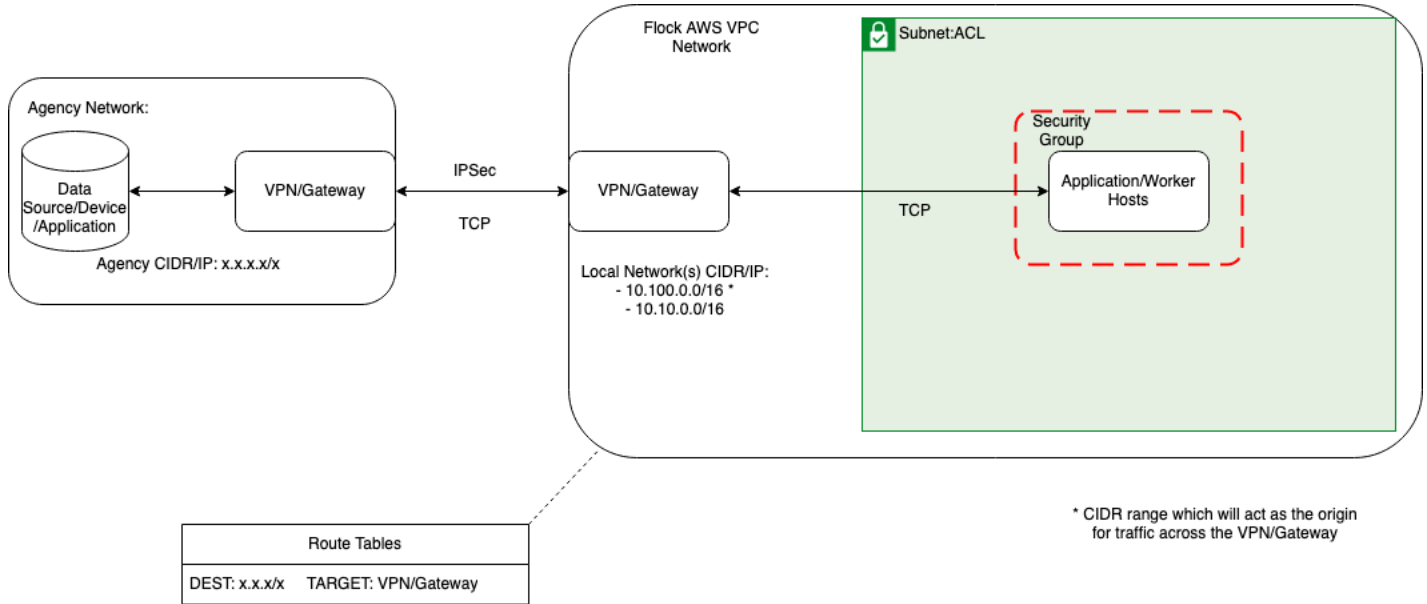 Flock AWS VPC
Network
Subnet:ACL
Agency Network:
Security
Group
Data
Source/Device
/Application
VPN/Gateway
IPSec
TCP
VPN/Gateway
TCP
Application/Worker
Hosts
Agency CIDR/IP: x.x.x.x/x
Local Network(s) CIDR/IP:
- 10.100.0.0/16 *
- 10.10.0.0/16
* CIDR range which will act as the origin
for traffic across the VPN/Gateway
Route Tables
DEST: x.x.x/x TARGET: VPN/Gateway